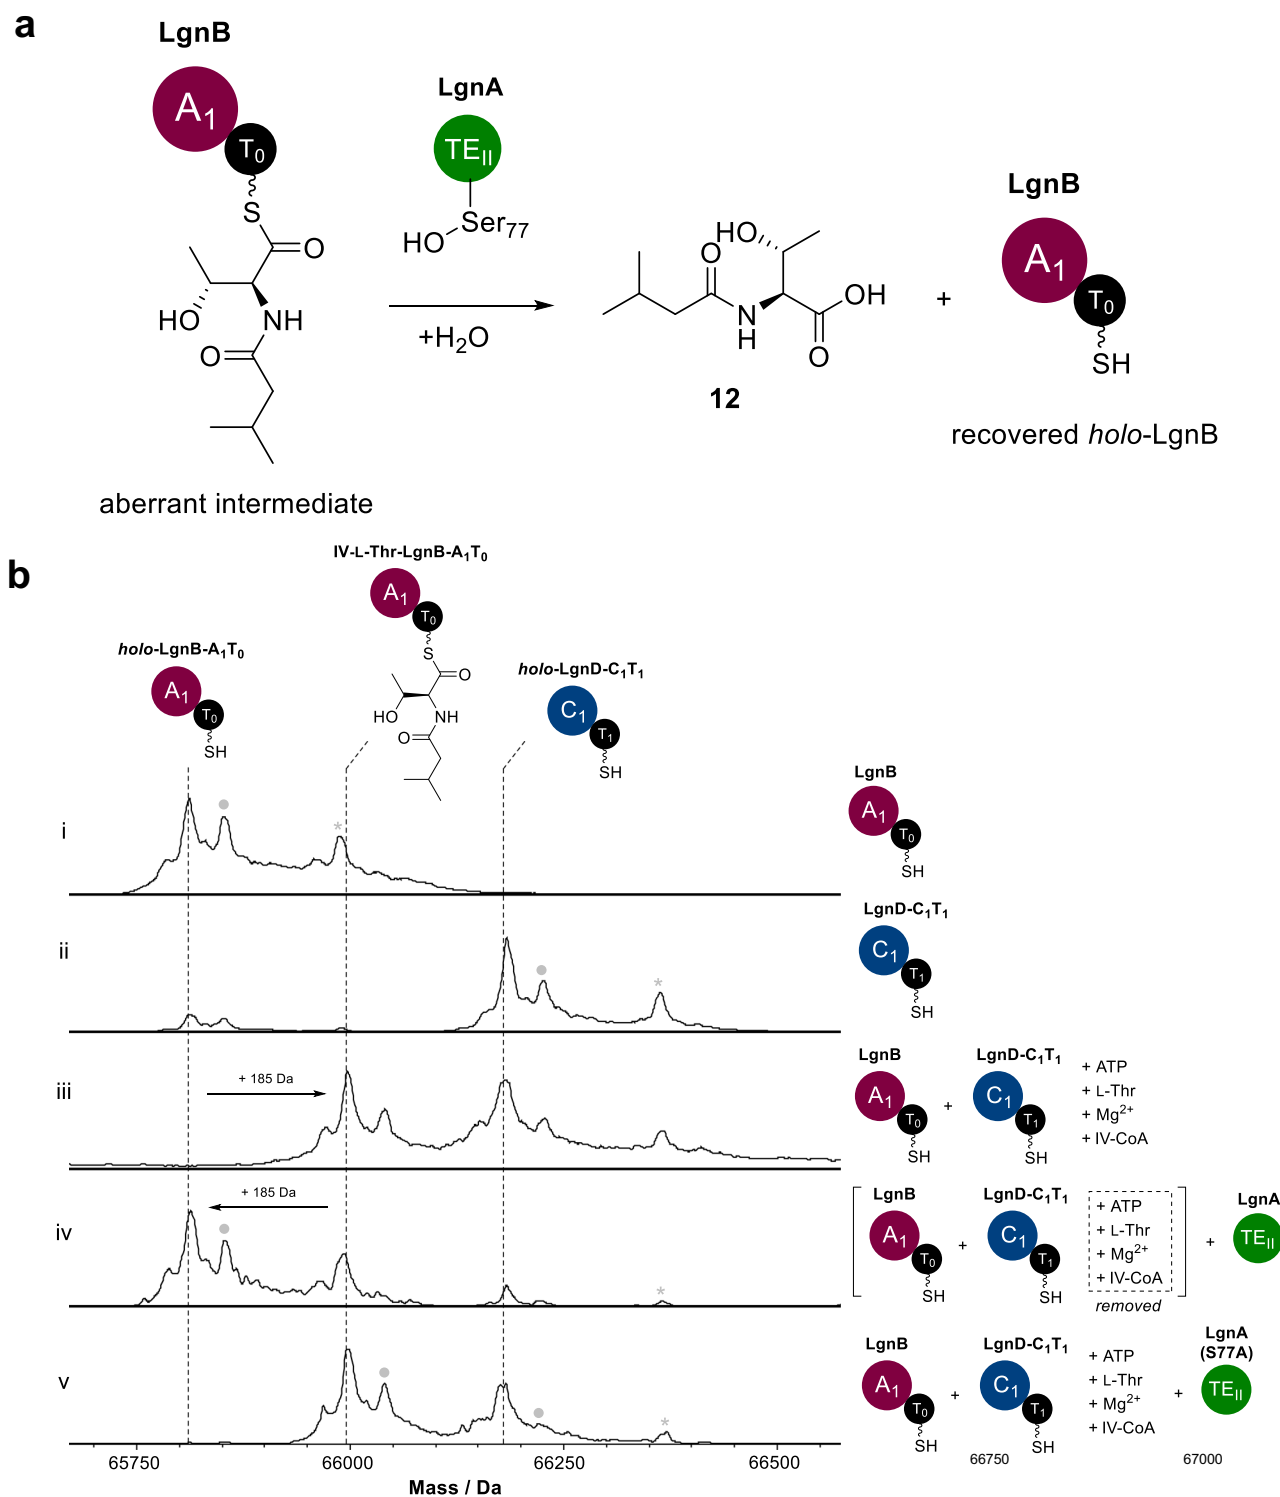 a
LgnB
A1
T0
S
O
HO
NH
O
aberrant intermediate
LgnA
TEII
HO Ser77
+H2O
HO
O
N
H
OH
O
12
+
LgnB
A1
T0
SH
recovered holo-LgnB
b
holo-LgnB-A1T0
A1
T0
SH
IV-L-Thr-LgnB-A1T0
A1
T0
S
O
HO
NH
O
holo-LgnD-C1T1
C1
T1
SH
i
*
LgnB
A1
T0
SH
ii
*
LgnD-C1T1
C1
T1
SH
iii
+ 185 Da
LgnB
A1
T0
SH
+
LgnD-C1T1
C1
T1
SH
+ ATP
+ L-Thr
+ Mg2+
+ IV-CoA
iv
+ 185 Da
*
LgnB
A1
T0
SH
+
LgnD-C1T1
C1
T1
SH
+ ATP
+ L-Thr
+ Mg2+
+ IV-CoA
removed
+
LgnA
TEII
v
*
LgnB
A1
T0
SH
+
LgnD-C1T1
C1
T1
SH
+ ATP
+ L-Thr
+ Mg2+
+ IV-CoA
+
LgnA
(S77A)
TEII
65750 66000 66250 66500 66750 67000
Mass / Da